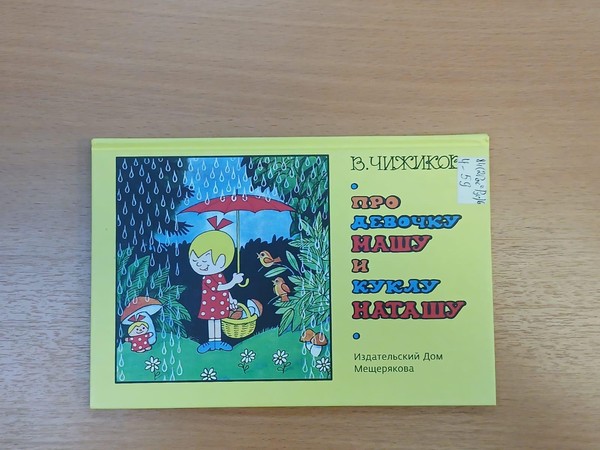 В. ЧИЖИКОВ
ПРО
ДЕВОЧКУ
МАШУ
И
КУКЛУ
НАТАШУ
Издательский Дом
Мещерякова